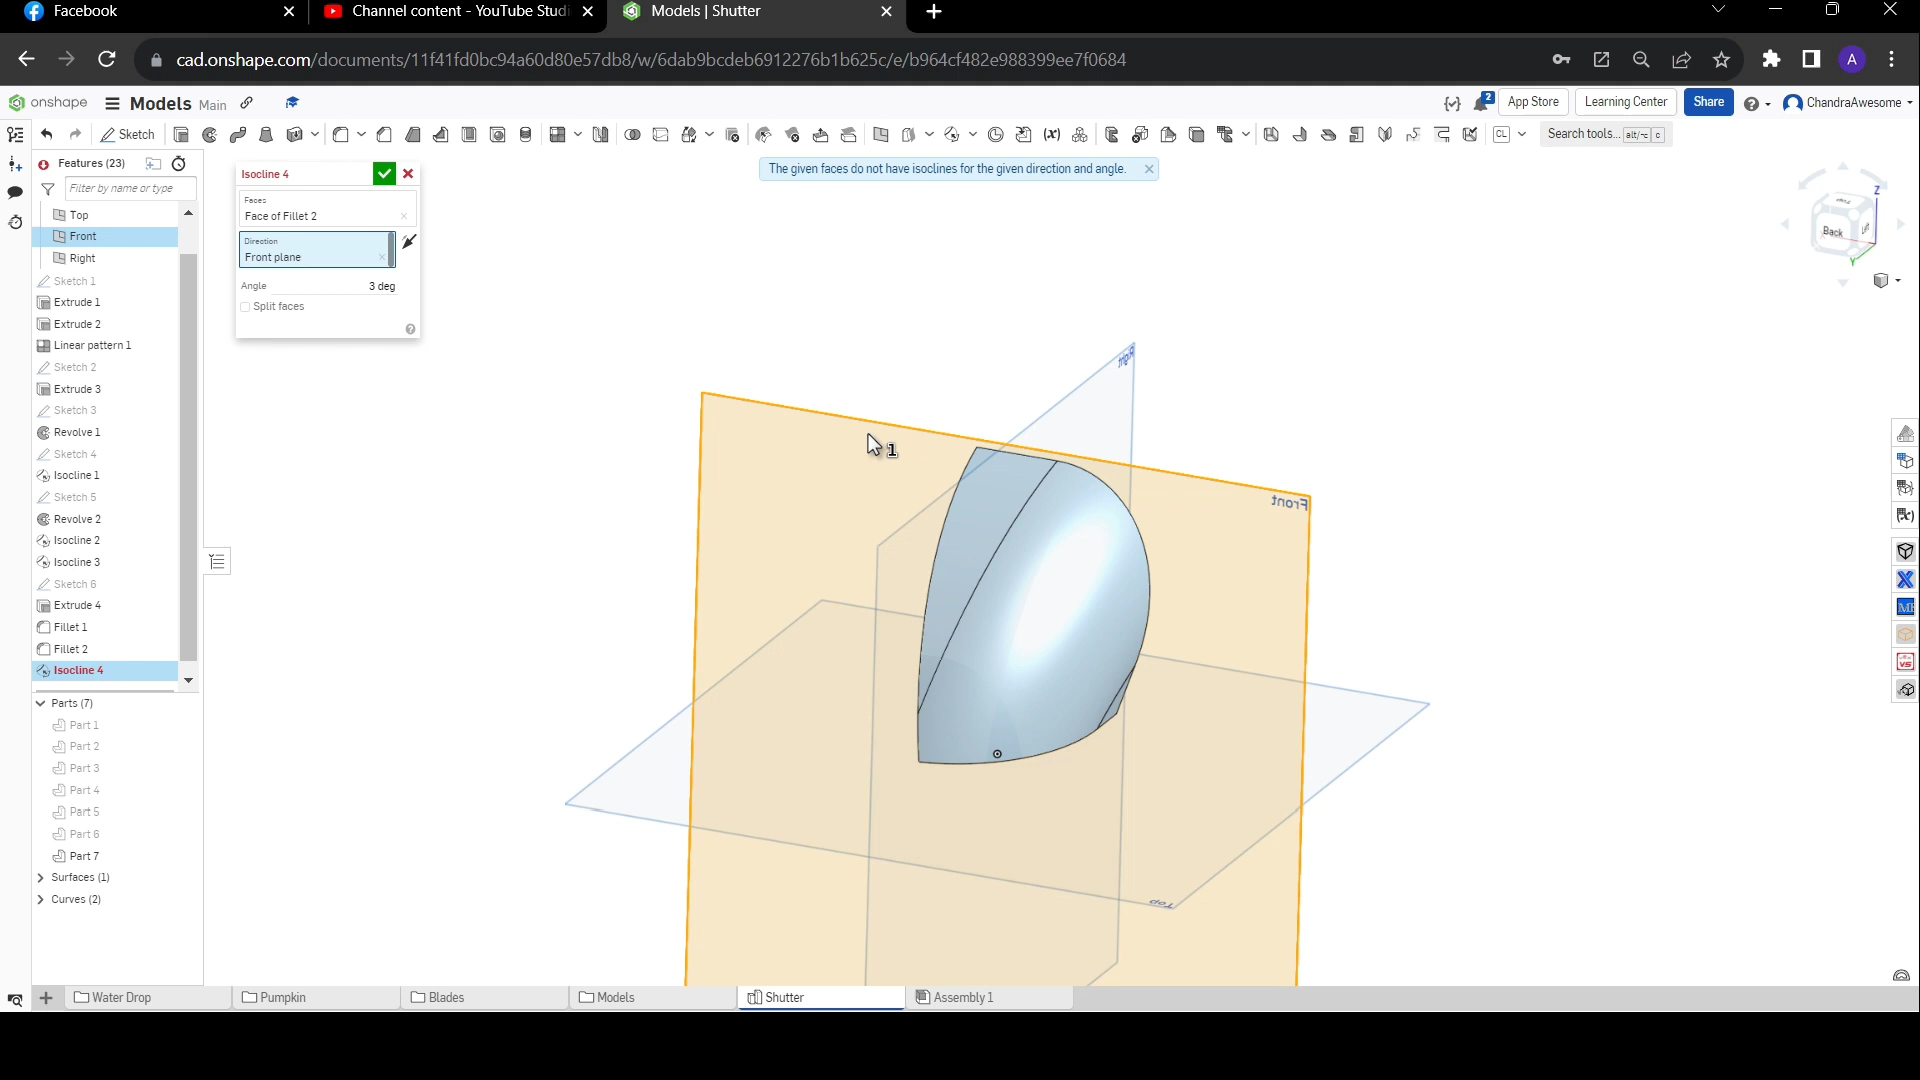 Facebook
Channel content - YouTube Studi
Models | Shutter
cad.onshape.com/documents/11f41fd0bc94a60d80e57db8/w/6dab9bcdeb6912276b1b625c/e/b964cf482e988399ee7f0684
A
onshape
Models Main
2
App Store
Learning Center
Share
ChandraAwesome
Sketch
CL
Search tools... alt/⌥ c
Features (23)
Filter by name or type
Top
Front
Right
Sketch 1
Extrude 1
Extrude 2
Linear pattern 1
Sketch 2
Extrude 3
Sketch 3
Revolve 1
Sketch 4
Isocline 1
Sketch 5
Revolve 2
Isocline 2
Isocline 3
Sketch 6
Extrude 4
Fillet 1
Fillet 2
Isocline 4
Parts (7)
Part 1
Part 2
Part 3
Part 4
Part 5
Part 6
Part 7
Surfaces (1)
Curves (2)
Isocline 4
Faces
Face of Fillet 2
Direction
Front plane
Angle 3 deg
Split faces
The given faces do not have isoclines for the given direction and angle.
Z
Back
X
Y
Right
Front
Top
1
Water Drop
Pumpkin
Blades
Models
Shutter
Assembly 1